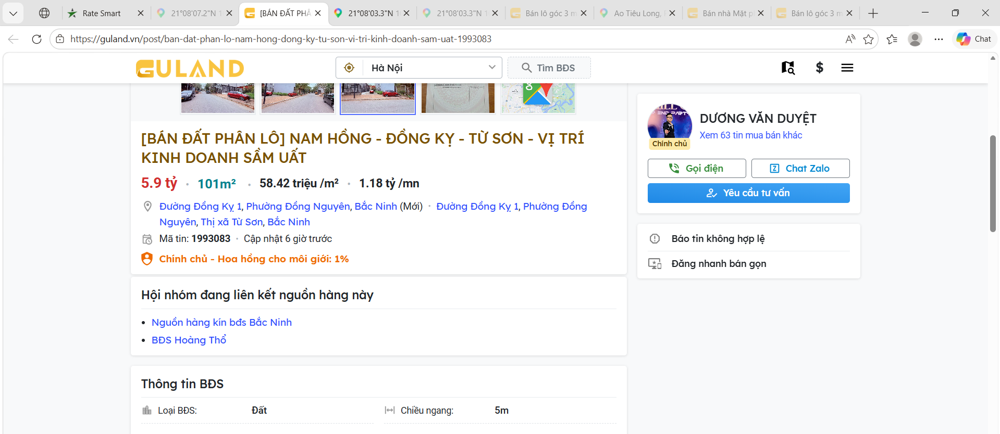 Rate Smart
21°08'07.2"N 1
[BÁN ĐẤT PHÂ
21°08'03.3"N 1
21°08'03.3"N 1
Bán lô góc 3 m
Ao Tiêu Long,
Bán nhà Mặt p
Bán lô góc 3 m
https://guland.vn/post/ban-dat-phan-lo-nam-hong-dong-ky-tu-son-vi-tri-kinh-doanh-sam-uat-1993083
Chat
GULAND
Hà Nội
Tìm BĐS
[BÁN ĐẤT PHÂN LÔ] NAM HỒNG - ĐỒNG KỴ - TỪ SƠN - VỊ TRÍ
KINH DOANH SẦM UẤT
5.9 tỷ • 101m² • 58.42 triệu /m² • 1.18 tỷ /mn
Đường Đồng Kỵ 1, Phường Đồng Nguyên, Bắc Ninh (Mới) • Đường Đồng Kỵ 1, Phường Đồng
Nguyên, Thị xã Từ Sơn, Bắc Ninh
Mã tin: 1993083 • Cập nhật 6 giờ trước
Chính chủ - Hoa hồng cho môi giới: 1%
Hội nhóm đang liên kết nguồn hàng này
• Nguồn hàng kín bđs Bắc Ninh
• BĐS Hoàng Thổ
Thông tin BĐS
Loại BĐS: Đất
Chiều ngang: 5m
DƯƠNG VĂN DUYỆT
Xem 63 tin mua bán khác
Chính chủ
Gọi điện
Chat Zalo
Yêu cầu tư vấn
Báo tin không hợp lệ
Đăng nhanh bán gọn